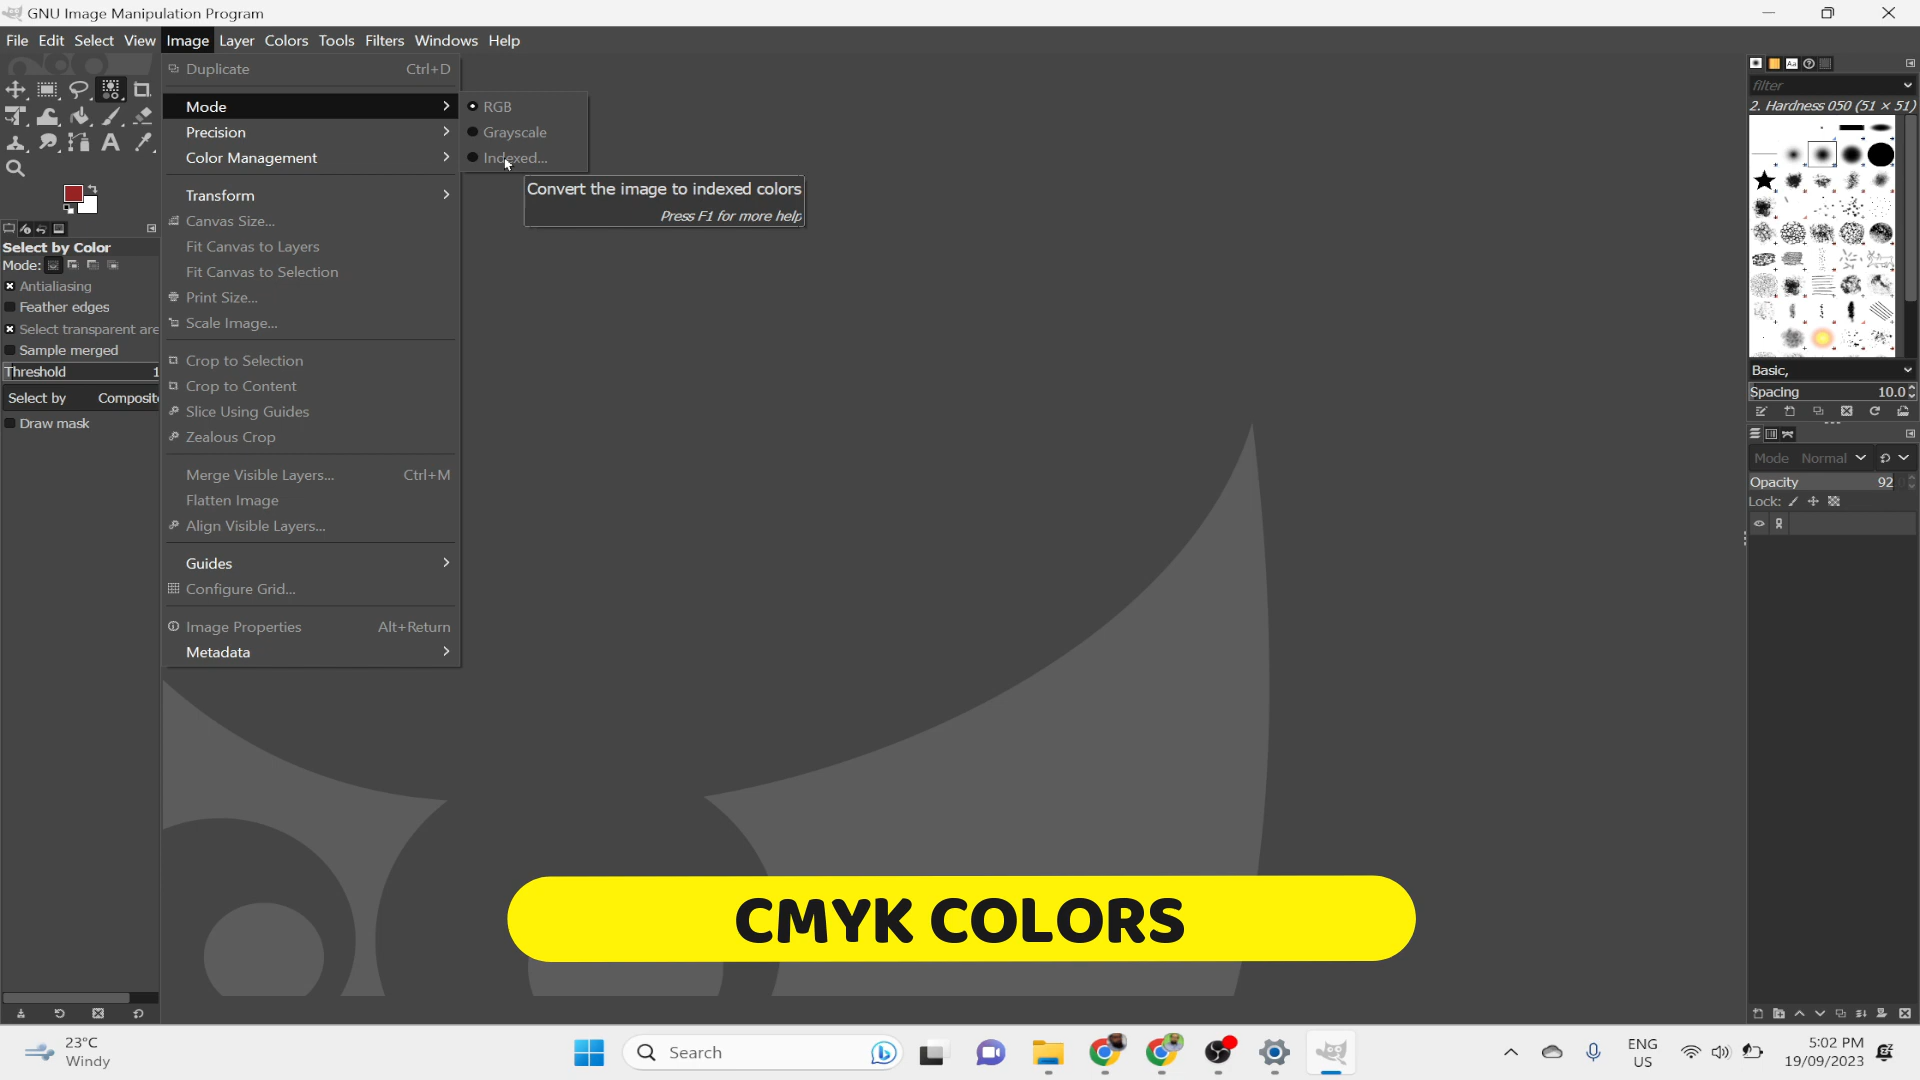 GNU Image Manipulation Program
File Edit Select View Image Layer Colors Tools Filters Windows Help
Duplicate Ctrl+D
Mode
Precision
Color Management
Transform
Canvas Size...
Fit Canvas to Layers
Fit Canvas to Selection
Print Size...
Scale Image...
Crop to Selection
Crop to Content
Slice Using Guides
Zealous Crop
Merge Visible Layers... Ctrl+M
Flatten Image
Align Visible Layers...
Guides
Configure Grid...
Image Properties Alt+Return
Metadata
RGB
Grayscale
Indexed...
Convert the image to indexed colors
Press F1 for more help
Select by Color
Mode:
Antialiasing
Feather edges
Select transparent are
Sample merged
Threshold 1
Select by Composite
Draw mask
filter
2. Hardness 050 (51 × 51)
Basic,
Spacing 10.0
Mode Normal
Opacity 92
Lock:
CMYK COLORS
23°C
Windy
Search
ENG
US
5:02 PM
19/09/2023